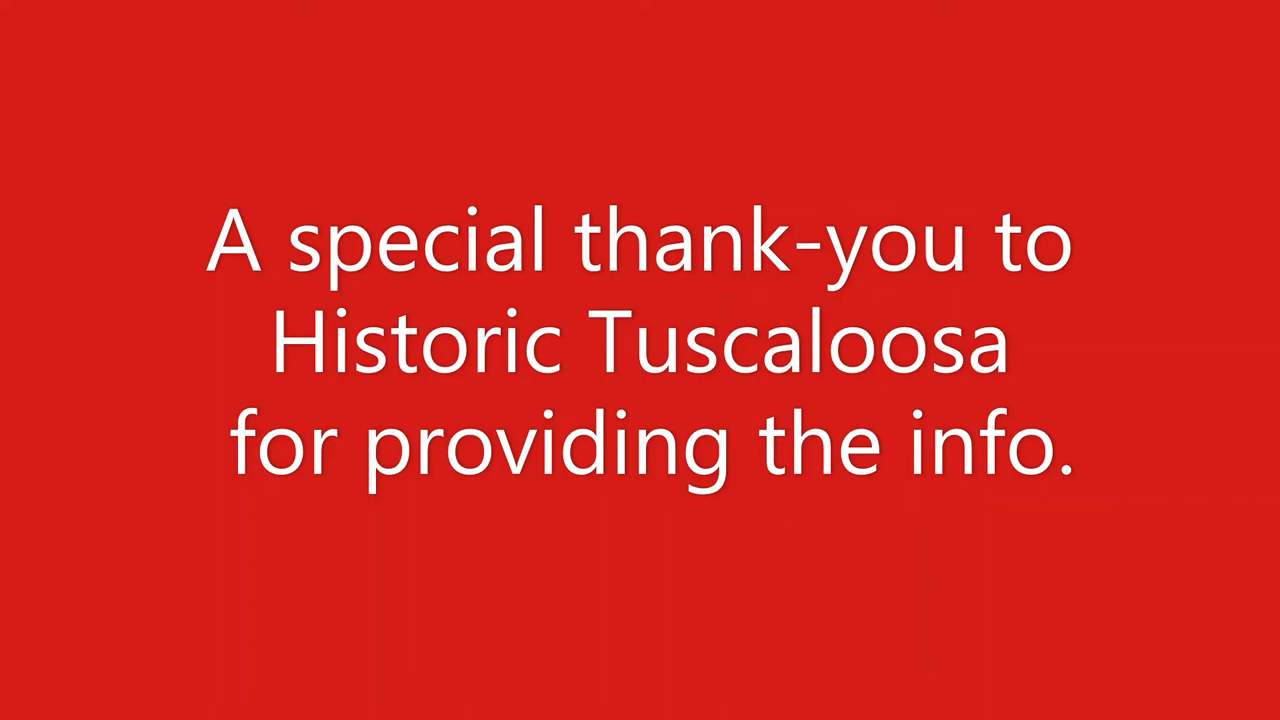 A special thank-you to
Historic Tuscaloosa
for providing the info.